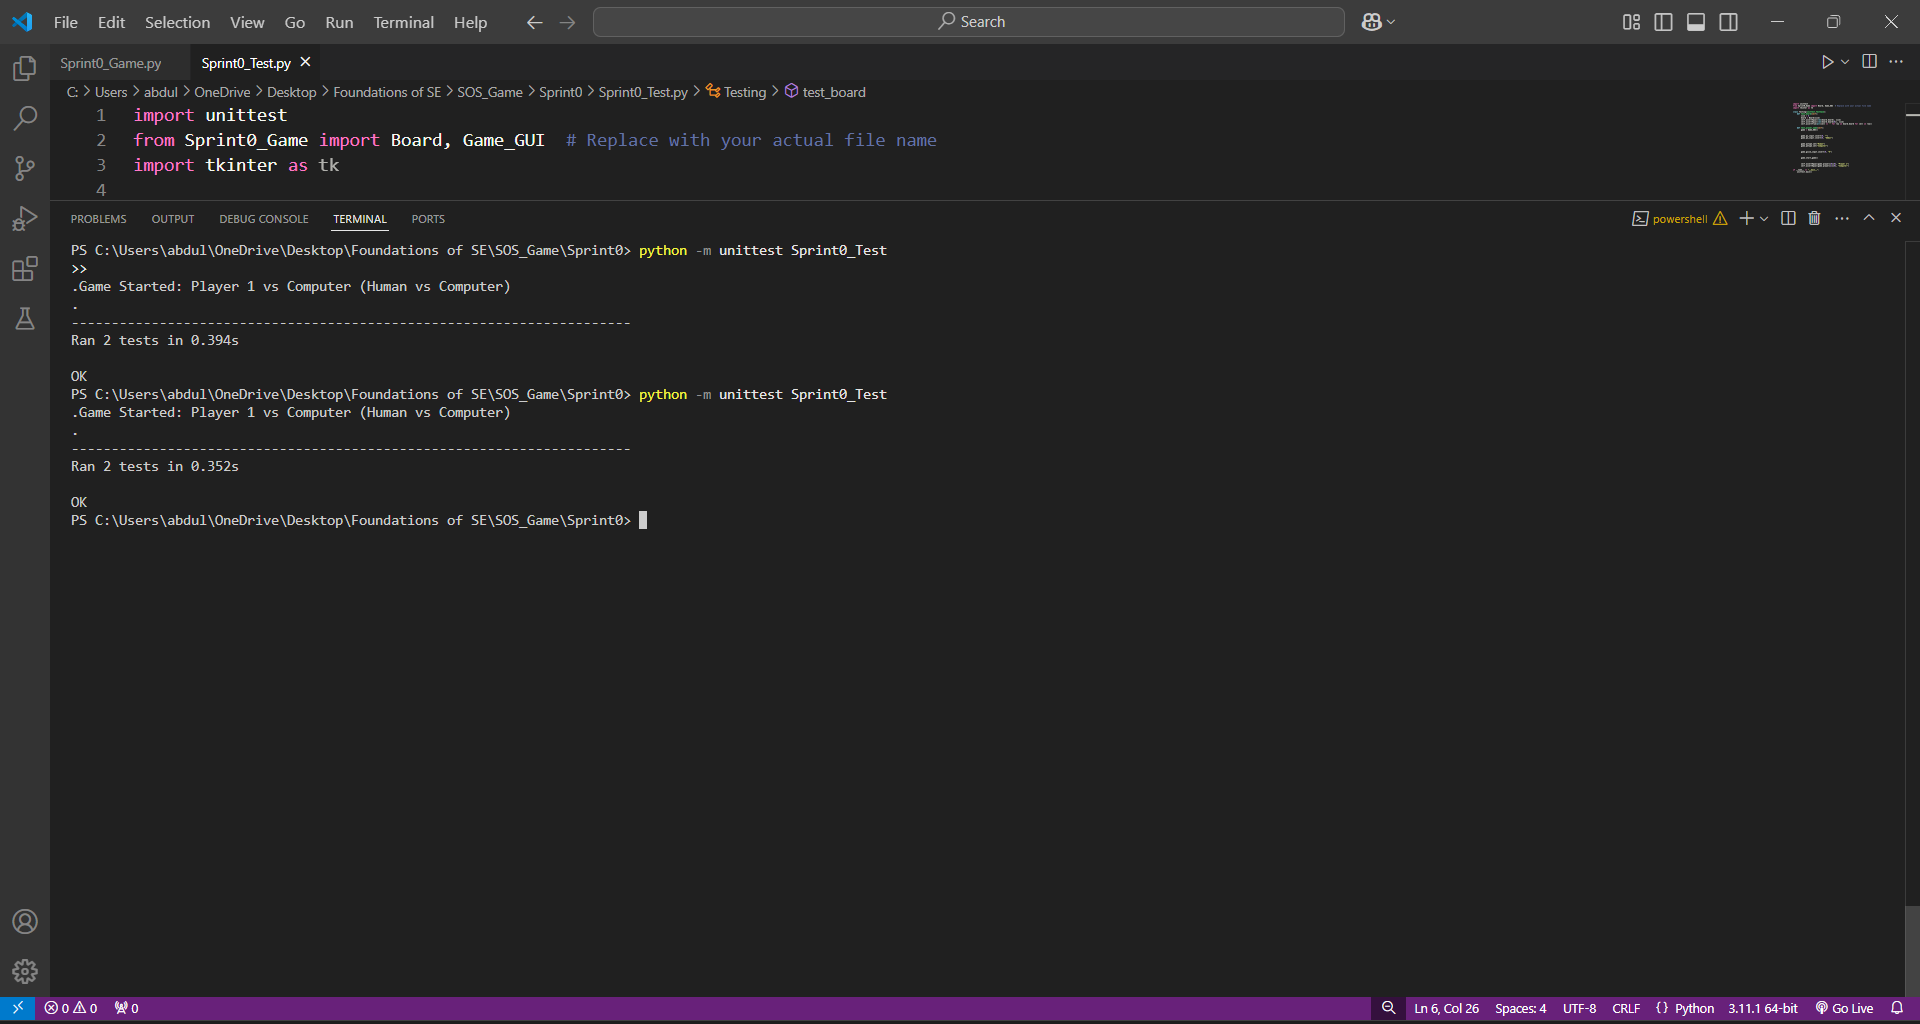 File Edit Selection View Go Run Terminal Help Search
Sprint0_Game.py Sprint0_Test.py
C: > Users > abdul > OneDrive > Desktop > Foundations of SE > SOS_Game > Sprint0 > Sprint0_Test.py > Testing > test_board
1 import unittest
2 from Sprint0_Game import Board, Game_GUI # Replace with your actual file name
3 import tkinter as tk
4
PROBLEMS OUTPUT DEBUG CONSOLE TERMINAL PORTS powershell
PS C:\Users\abdul\OneDrive\Desktop\Foundations of SE\SOS_Game\Sprint0> python -m unittest Sprint0_Test
>>
.Game Started: Player 1 vs Computer (Human vs Computer)
.
----------------------------------------------------------------------
Ran 2 tests in 0.394s
OK
PS C:\Users\abdul\OneDrive\Desktop\Foundations of SE\SOS_Game\Sprint0> python -m unittest Sprint0_Test
.Game Started: Player 1 vs Computer (Human vs Computer)
.
----------------------------------------------------------------------
Ran 2 tests in 0.352s
OK
PS C:\Users\abdul\OneDrive\Desktop\Foundations of SE\SOS_Game\Sprint0>
0 0 0 Ln 6, Col 26 Spaces: 4 UTF-8 CRLF {} Python 3.11.1 64-bit Go Live